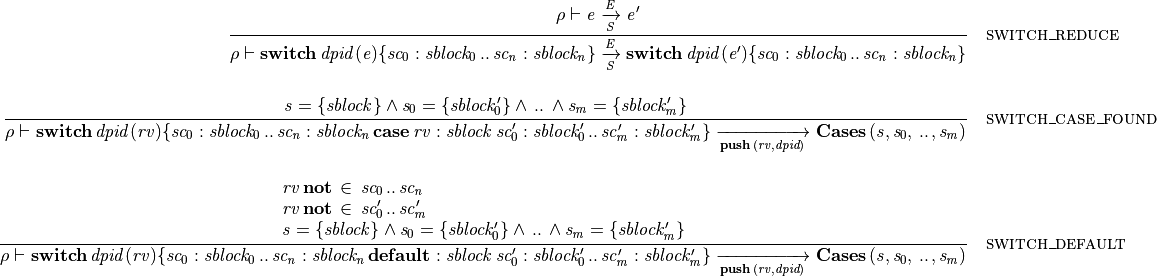 ρ ⊢ e —E/S→ e′
ρ ⊢ switch dpid (e){sc₀ : sblock₀ .. scₙ : sblockₙ} —E/S→ switch dpid (e′){sc₀ : sblock₀ .. scₙ : sblockₙ} SWITCH_REDUCE
s = {sblock} ∧ s₀ = {sblock′₀} ∧ .. ∧ sₘ = {sblock′ₘ}
ρ ⊢ switch dpid (rv){sc₀ : sblock₀ .. scₙ : sblockₙ case rv : sblock sc′₀ : sblock′₀ .. sc′ₘ : sblock′ₘ} —push (rv, dpid)→ Cases (s, s₀, .., sₘ) SWITCH_CASE_FOUND
rv not ∈ sc₀ .. scₙ
rv not ∈ sc′₀ .. sc′ₘ
s = {sblock} ∧ s₀ = {sblock′₀} ∧ .. ∧ sₘ = {sblock′ₘ}
ρ ⊢ switch dpid (rv){sc₀ : sblock₀ .. scₙ : sblockₙ default : sblock sc′₀ : sblock′₀ .. sc′ₘ : sblock′ₘ} —push (rv, dpid)→ Cases (s, s₀, .., sₘ) SWITCH_DEFAULT